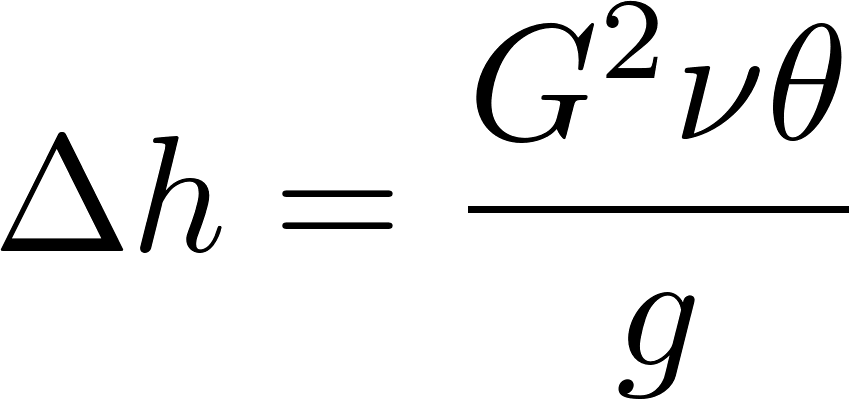 Δh = G²νθ / g